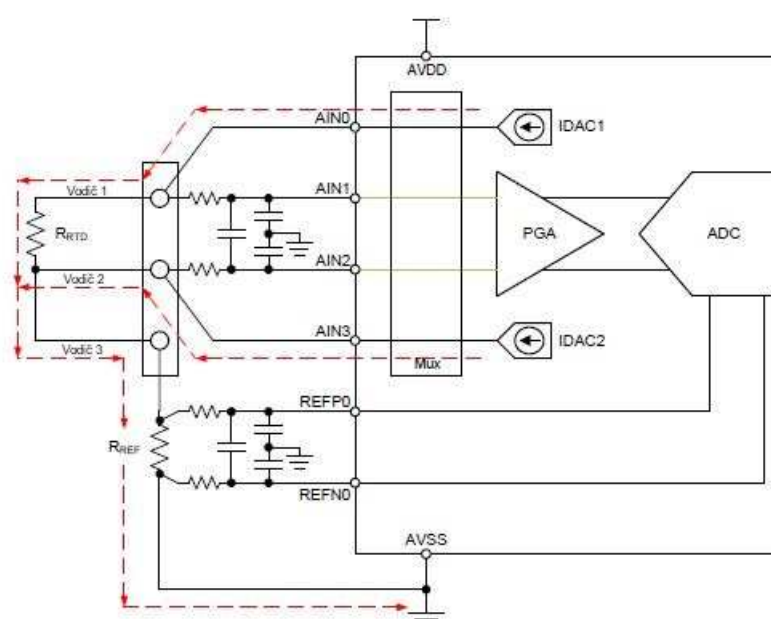 AVDD
AIN0
IDAC1
Vodič 1
AIN1
RRTD
PGA
ADC
AIN2
Vodič 2
AIN3
IDAC2
Vodič 3
Mux
REFP0
RREF
REFN0
AVSS